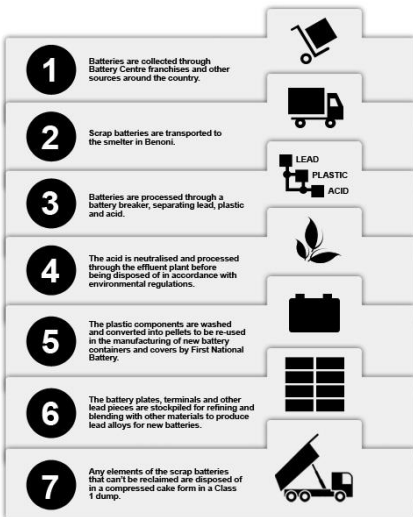 1
Batteries are collected through
Battery Centre franchises and other
sources around the country.
2
Scrap batteries are transported to
the smelter in Benoni.
LEAD
PLASTIC
ACID
3
Batteries are processed through a
battery breaker, separating lead, plastic
and acid.
4
The acid is neutralised and processed
through the effluent plant before
being disposed of in accordance with
environmental regulations.
5
The plastic components are washed
and converted into pellets to be re-used
in the manufacturing of new battery
containers and covers by First National
Battery.
6
The battery plates, terminals and other
lead pieces are stockpiled for refining and
blending with other materials to produce
lead alloys for new batteries.
7
Any elements of the scrap batteries
that can't be reclaimed are disposed of
in a compressed cake form in a Class
1 dump.